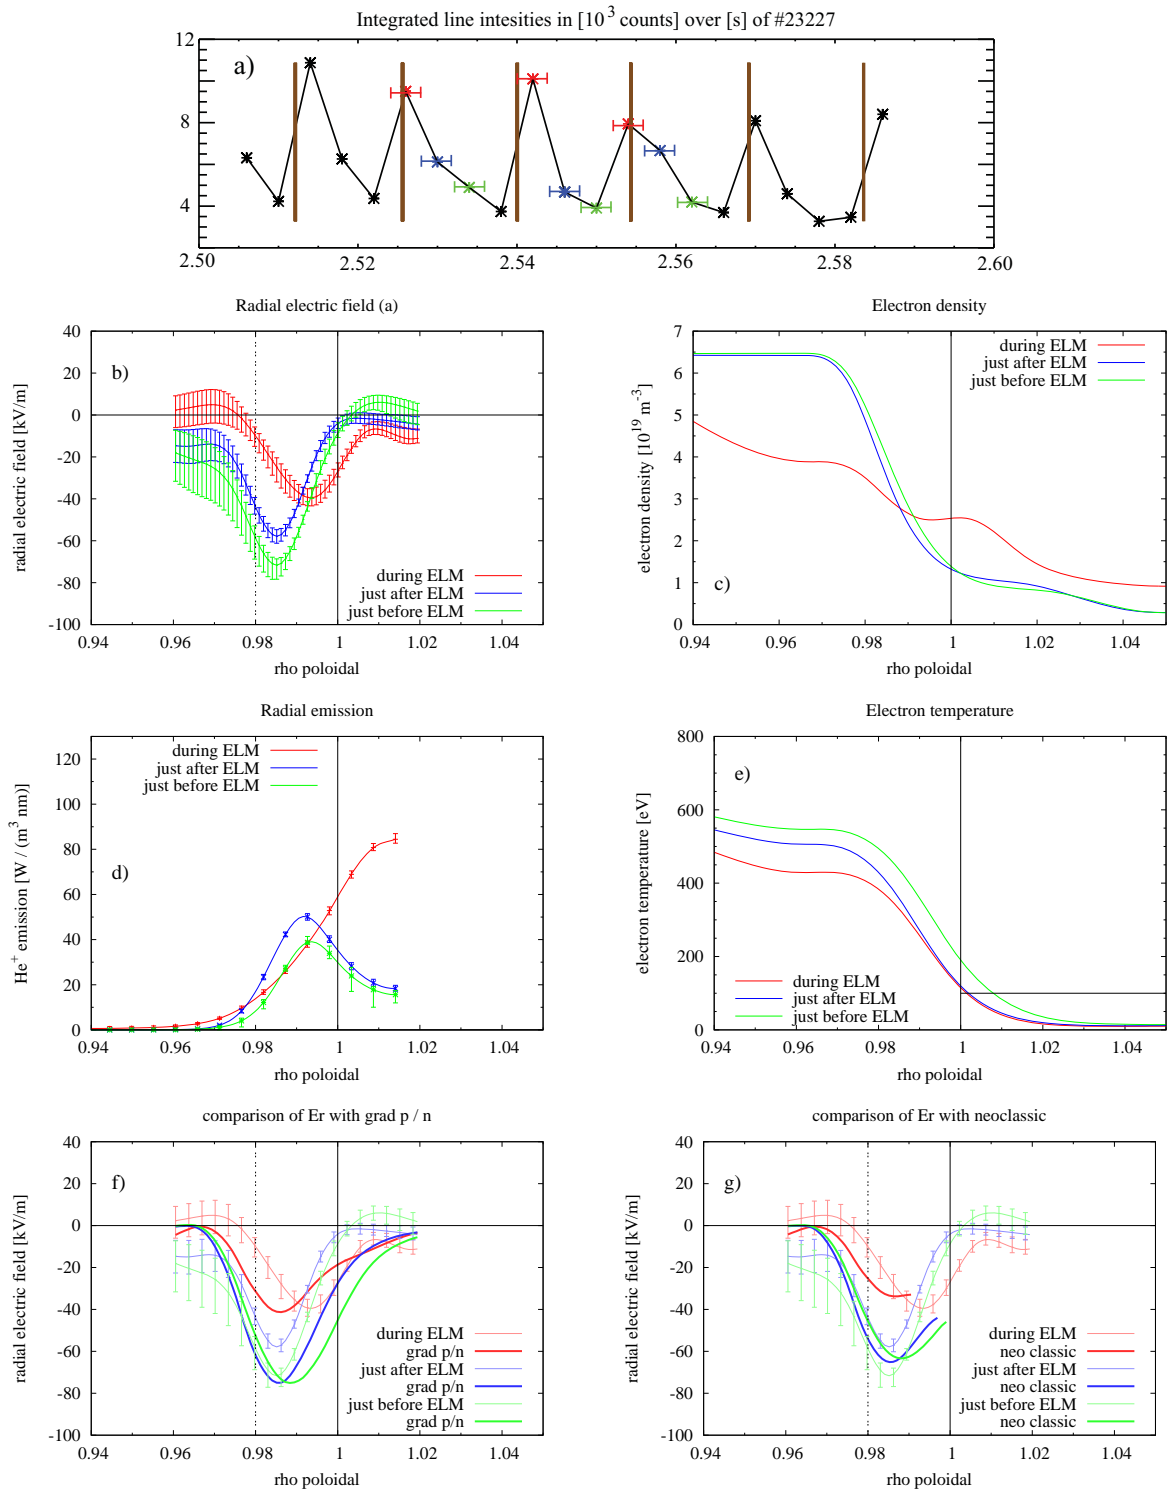 Integrated line intesities in [10^3 counts] over [s] of #23227
a)
12
8
4
2.50 2.52 2.54 2.56 2.58 2.60
Radial electric field (a)
b)
radial electric field [kV/m]
40
20
0
-20
-40
-60
-80
-100
during ELM
just after ELM
just before ELM
0.94 0.96 0.98 1 1.02 1.04
rho poloidal
Electron density
c)
electron density [10^19 m^-3]
7
6
5
4
3
2
1
0
during ELM
just after ELM
just before ELM
0.94 0.96 0.98 1 1.02 1.04
rho poloidal
Radial emission
d)
He^+ emission [W / (m^3 nm)]
120
100
80
60
40
20
0
during ELM
just after ELM
just before ELM
0.94 0.96 0.98 1 1.02 1.04
rho poloidal
Electron temperature
e)
electron temperature [eV]
800
600
400
200
0
during ELM
just after ELM
just before ELM
0.94 0.96 0.98 1 1.02 1.04
rho poloidal
comparison of Er with grad p / n
f)
radial electric field [kV/m]
40
20
0
-20
-40
-60
-80
-100
during ELM
grad p/n
just after ELM
grad p/n
just before ELM
grad p/n
0.94 0.96 0.98 1 1.02 1.04
rho poloidal
comparison of Er with neoclassic
g)
radial electric field [kV/m]
40
20
0
-20
-40
-60
-80
-100
during ELM
neo classic
just after ELM
neo classic
just before ELM
neo classic
0.94 0.96 0.98 1 1.02 1.04
rho poloidal